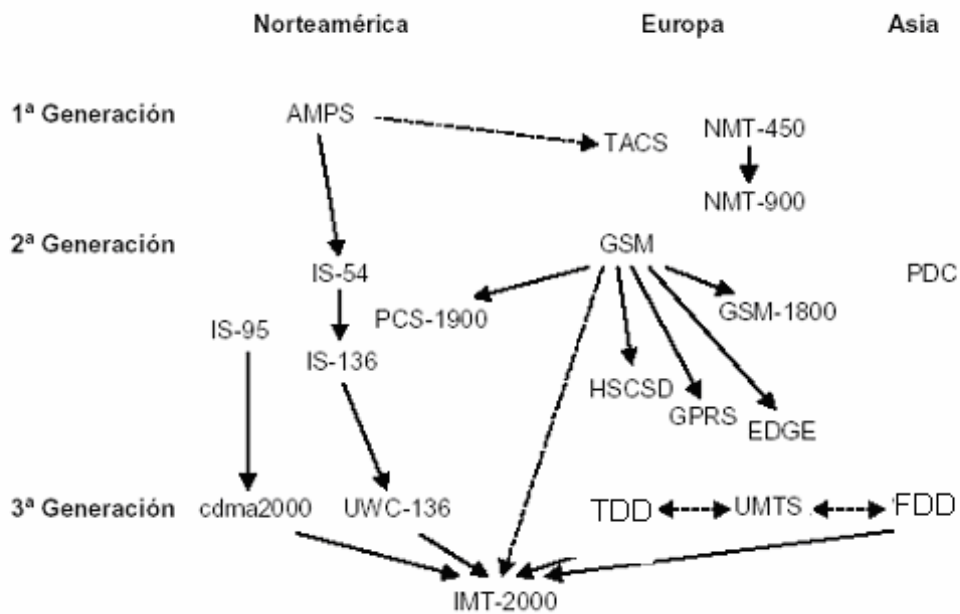 Norteamérica Europa Asia
1ª Generación AMPS TACS NMT-450
NMT-900
2ª Generación GSM
IS-54 PDC
PCS-1900 GSM-1800
IS-95
IS-136
HSCSD
GPRS
EDGE
3ª Generación cdma2000 UWC-136 TDD UMTS FDD
IMT-2000